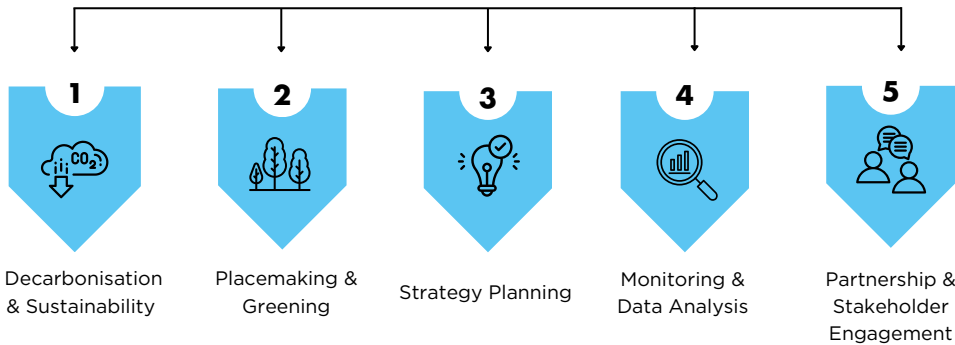 1
2
3
4
5
CO2
Decarbonisation
& Sustainability
Placemaking &
Greening
Strategy Planning
Monitoring &
Data Analysis
Partnership &
Stakeholder
Engagement